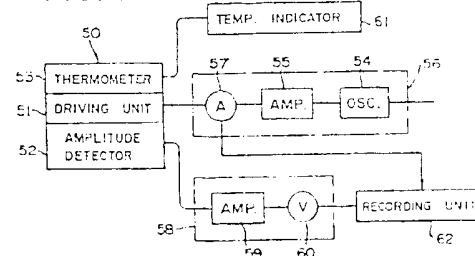 TEMP. INDICATOR
61
50
53
THERMOMETER
51
DRIVING UNIT
52
AMPLITUDE
DETECTOR
57
A
55
AMP.
54
OSC.
56
58
AMP.
59
V
60
RECORDING UNIT
62